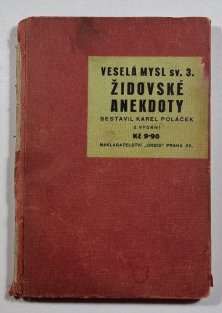 VESELÁ MYSL sv. 3.
ŽIDOVSKÉ
ANEKDOTY
SESTAVIL KAREL POLÁČEK
2 VYDÁNÍ
Kč 9·90
NAKLADATELSTVÍ „ORBIS" PRAHA XII.